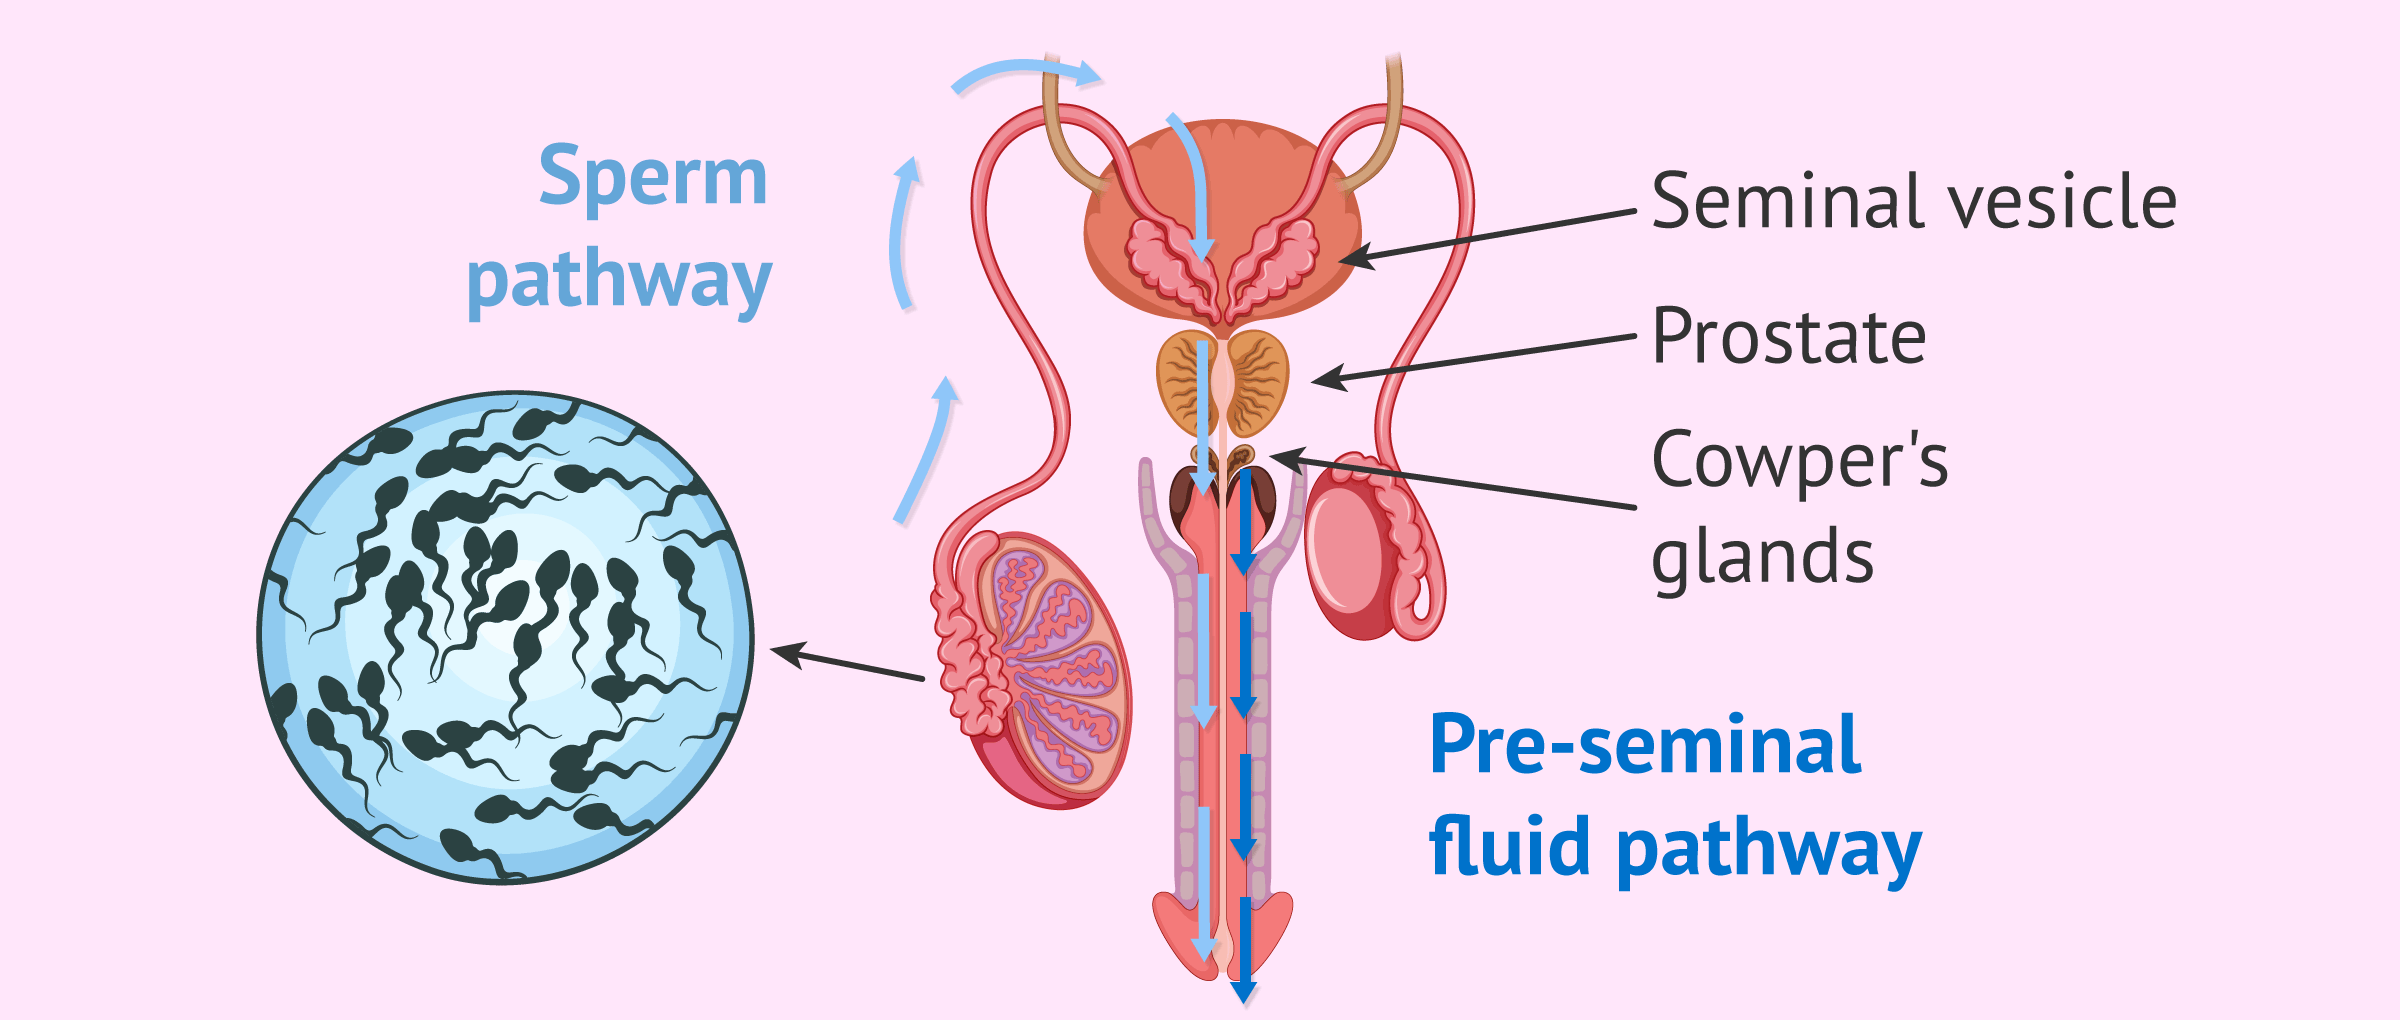 Sperm
pathway
Seminal vesicle
Prostate
Cowper's
glands
Pre-seminal
fluid pathway